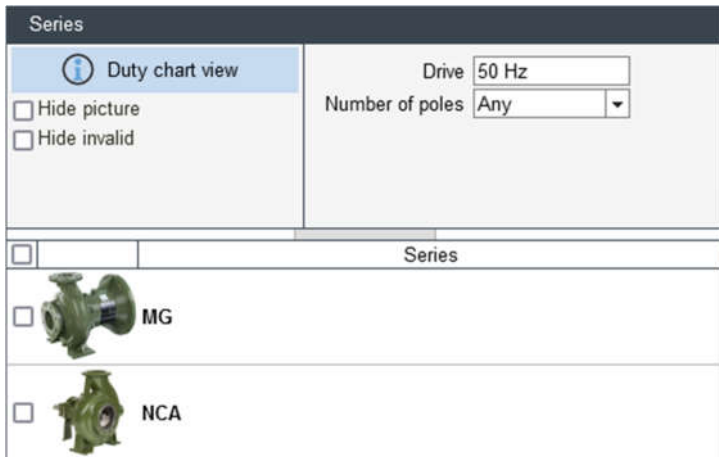 Series
Duty chart view
Hide picture
Hide invalid
Drive 50 Hz
Number of poles Any
Series
MG
NCA